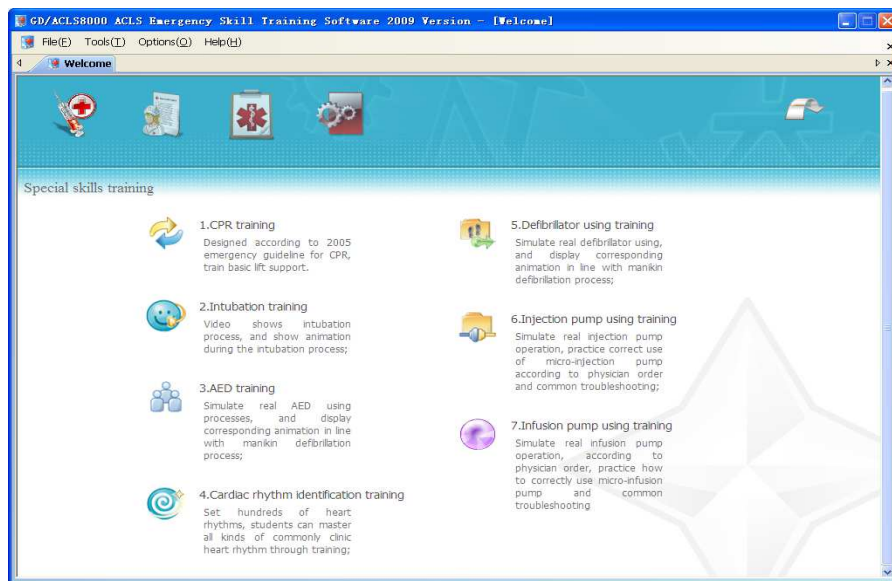 GD/ACLS8000 ACLS Emergency Skill Training Software 2009 Version - [Welcome]
File(F) Tools(T) Options(O) Help(H)
Welcome
Special skills training
1.CPR training
Designed according to 2005
emergency guideline for CPR,
train basic lift support.
2.Intubation training
Video shows intubation
process, and show animation
during the intubation process;
3.AED training
Simulate real AED using
processes, and display
corresponding animation in line
with manikin defibrillation
process;
4.Cardiac rhythm identification training
Set hundreds of heart
rhythms, students can master
all kinds of commonly clinic
heart rhythm through training;
5.Defibrillator using training
Simulate real defibrillator using,
and display corresponding
animation in line with manikin
defibrillation process;
6.Injection pump using training
Simulate real injection pump
operation, practice correct use
of micro-injection pump
according to physician order
and common troubleshooting;
7.Infusion pump using training
Simulate real infusion pump
operation, according to
physician order, practice how
to correctly use micro-infusion
pump and common
troubleshooting